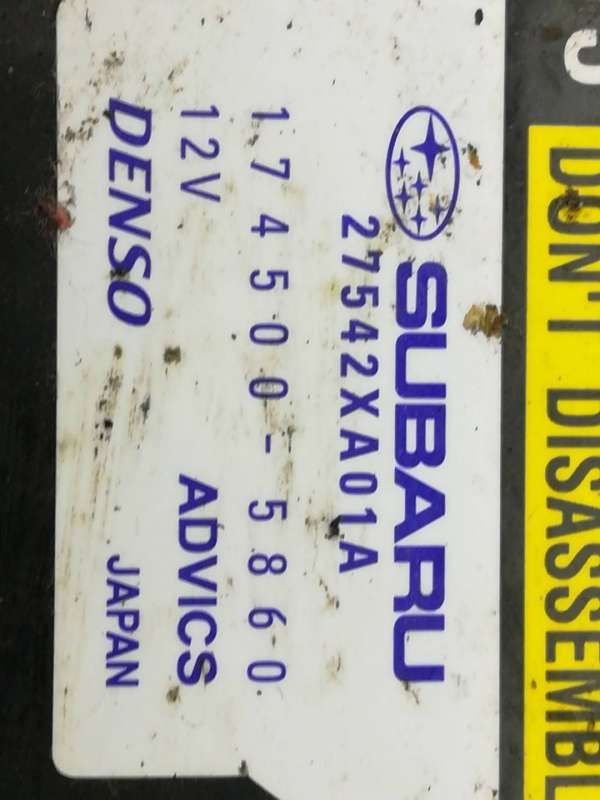 SUBARU
27542XA01A
174500-5860
12V ADVICS
DENSO JAPAN
DON'T DISASSEMBL